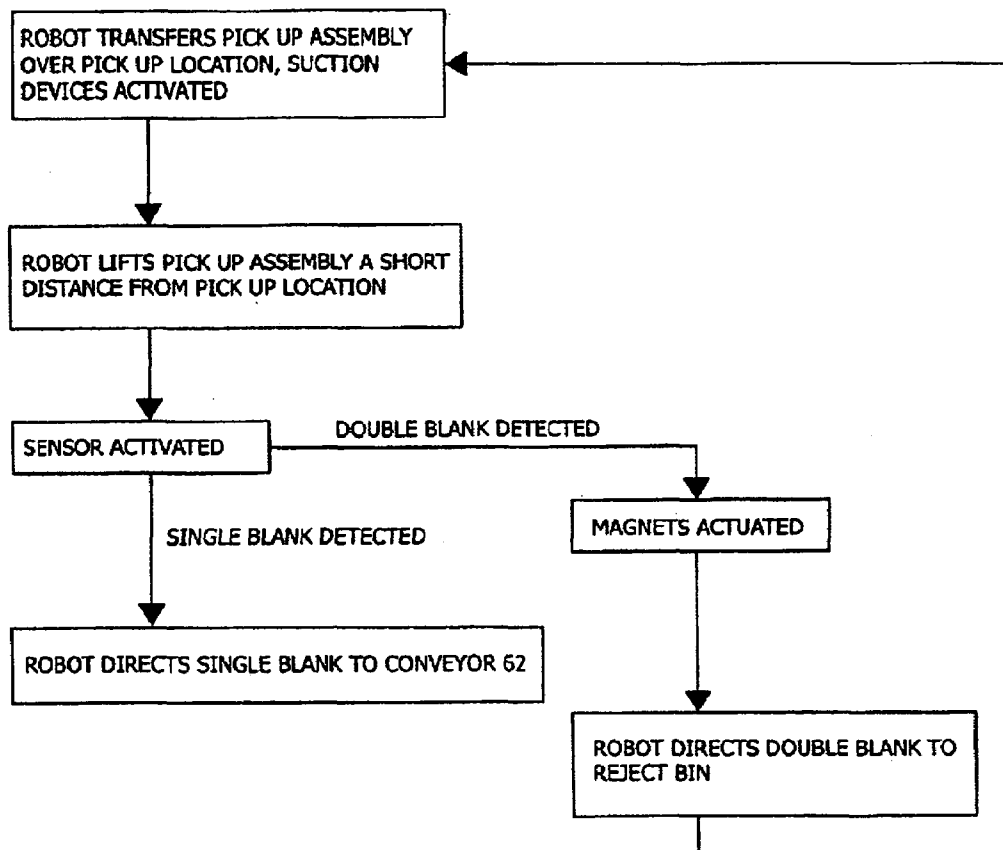 ROBOT TRANSFERS PICK UP ASSEMBLY
OVER PICK UP LOCATION, SUCTION
DEVICES ACTIVATED
ROBOT LIFTS PICK UP ASSEMBLY A SHORT
DISTANCE FROM PICK UP LOCATION
SENSOR ACTIVATED
DOUBLE BLANK DETECTED
MAGNETS ACTUATED
SINGLE BLANK DETECTED
ROBOT DIRECTS SINGLE BLANK TO CONVEYOR 62
ROBOT DIRECTS DOUBLE BLANK TO
REJECT BIN